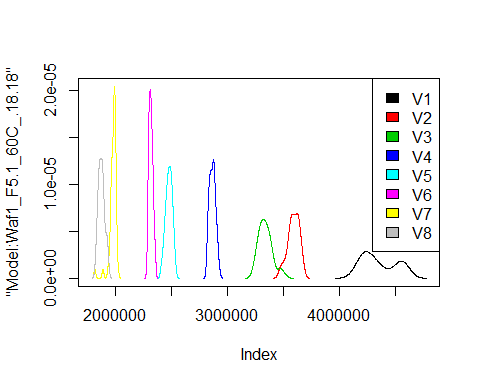 "Model:Waf1_F5.1_60C_.18.18"
2.0e-05
1.0e-05
0.0e+00
V1
V2
V3
V4
V5
V6
V7
V8
2000000 3000000 4000000
Index